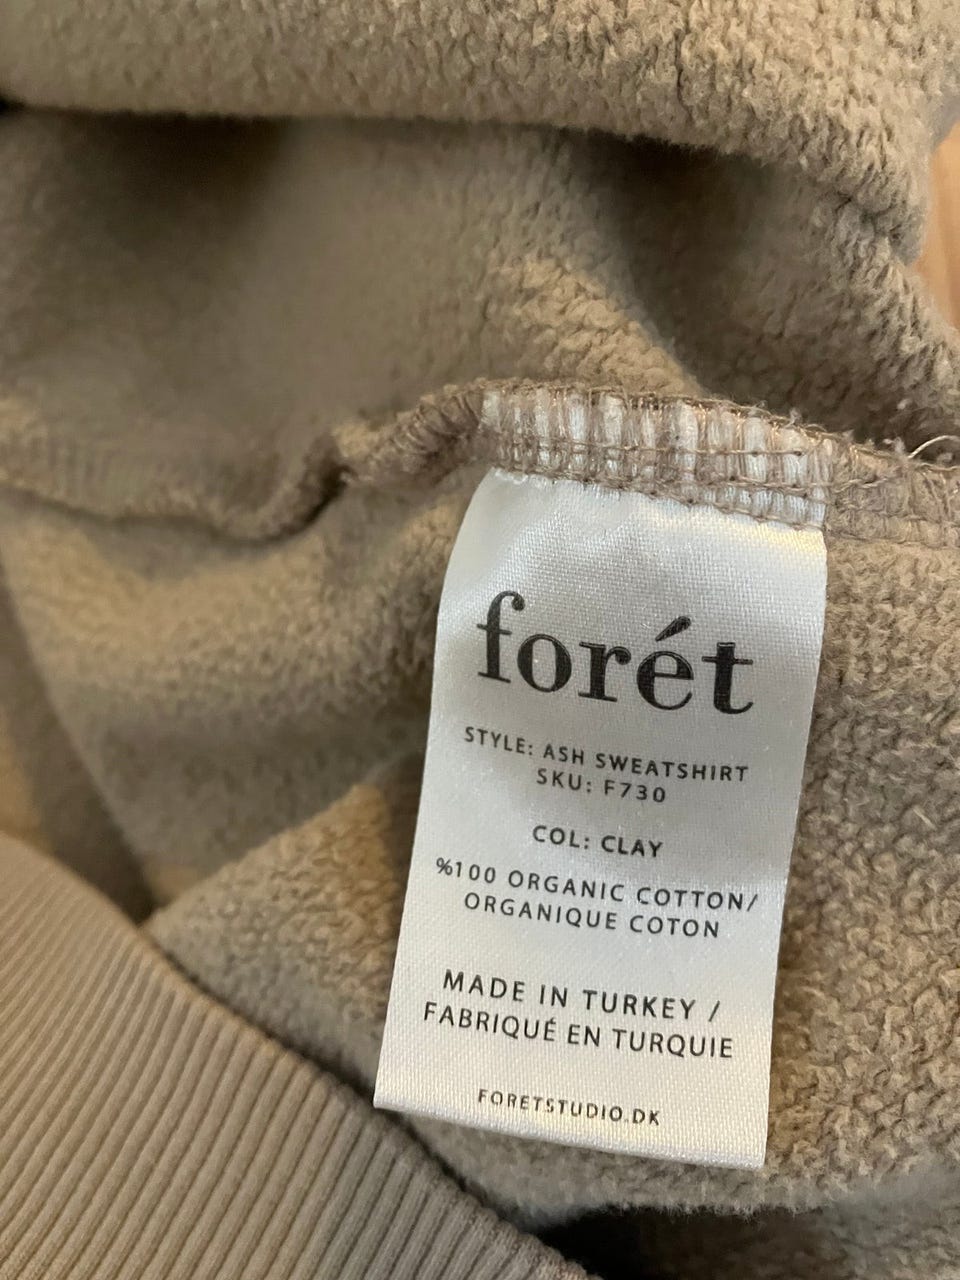 forét
STYLE: ASH SWEATSHIRT
SKU: F730
COL: CLAY
%100 ORGANIC COTTON/
ORGANIQUE COTON
MADE IN TURKEY /
FABRIQUÉ EN TURQUIE
FORETSTUDIO.DK